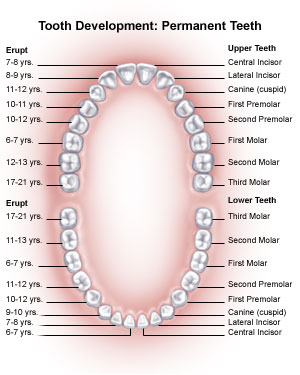 Tooth Development: Permanent Teeth
Erupt Upper Teeth
7-8 yrs. Central Incisor
8-9 yrs. Lateral Incisor
11-12 yrs. Canine (cuspid)
10-11 yrs. First Premolar
10-12 yrs. Second Premolar
6-7 yrs. First Molar
12-13 yrs. Second Molar
17-21 yrs. Third Molar
Erupt Lower Teeth
17-21 yrs. Third Molar
11-13 yrs. Second Molar
6-7 yrs. First Molar
11-12 yrs. Second Premolar
10-12 yrs. First Premolar
9-10 yrs. Canine (cuspid)
7-8 yrs. Lateral Incisor
6-7 yrs. Central Incisor